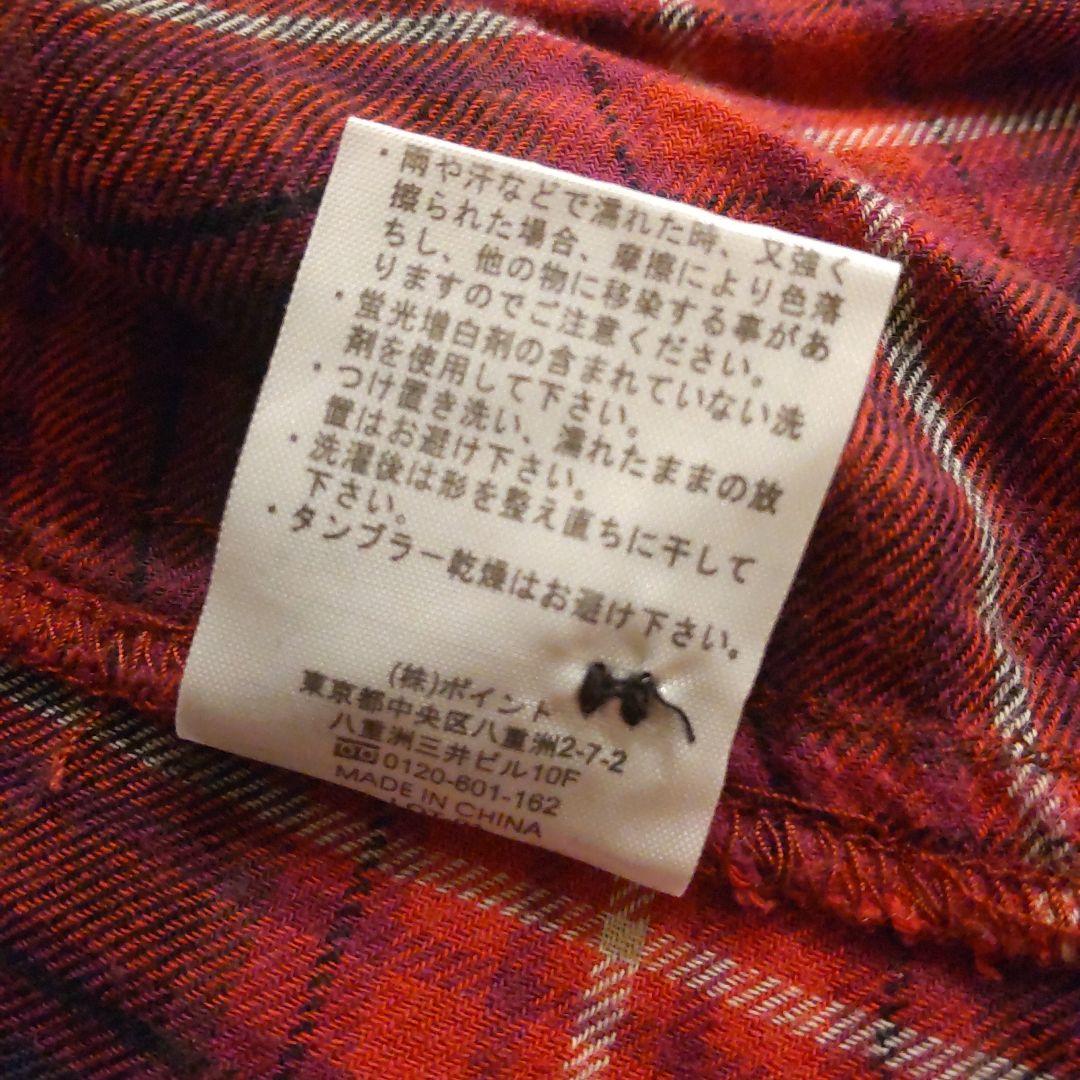 ・雨や汗などで濡れた時、又強く
擦られた場合、摩擦により色落
ちし、他の物に移染する事があ
りますのでご注意ください。
・蛍光増白剤の含まれていない洗
剤を使用して下さい。
・つけ置き洗い、濡れたままの放
置はお避け下さい。
・洗濯後は形を整え直ちに干して
下さい。
・タンブラー乾燥はお避け下さい。
(株)ポイント
東京都中央区八重洲2-7-2
八重洲三井ビル10F
0120-601-162
MADE IN CHINA